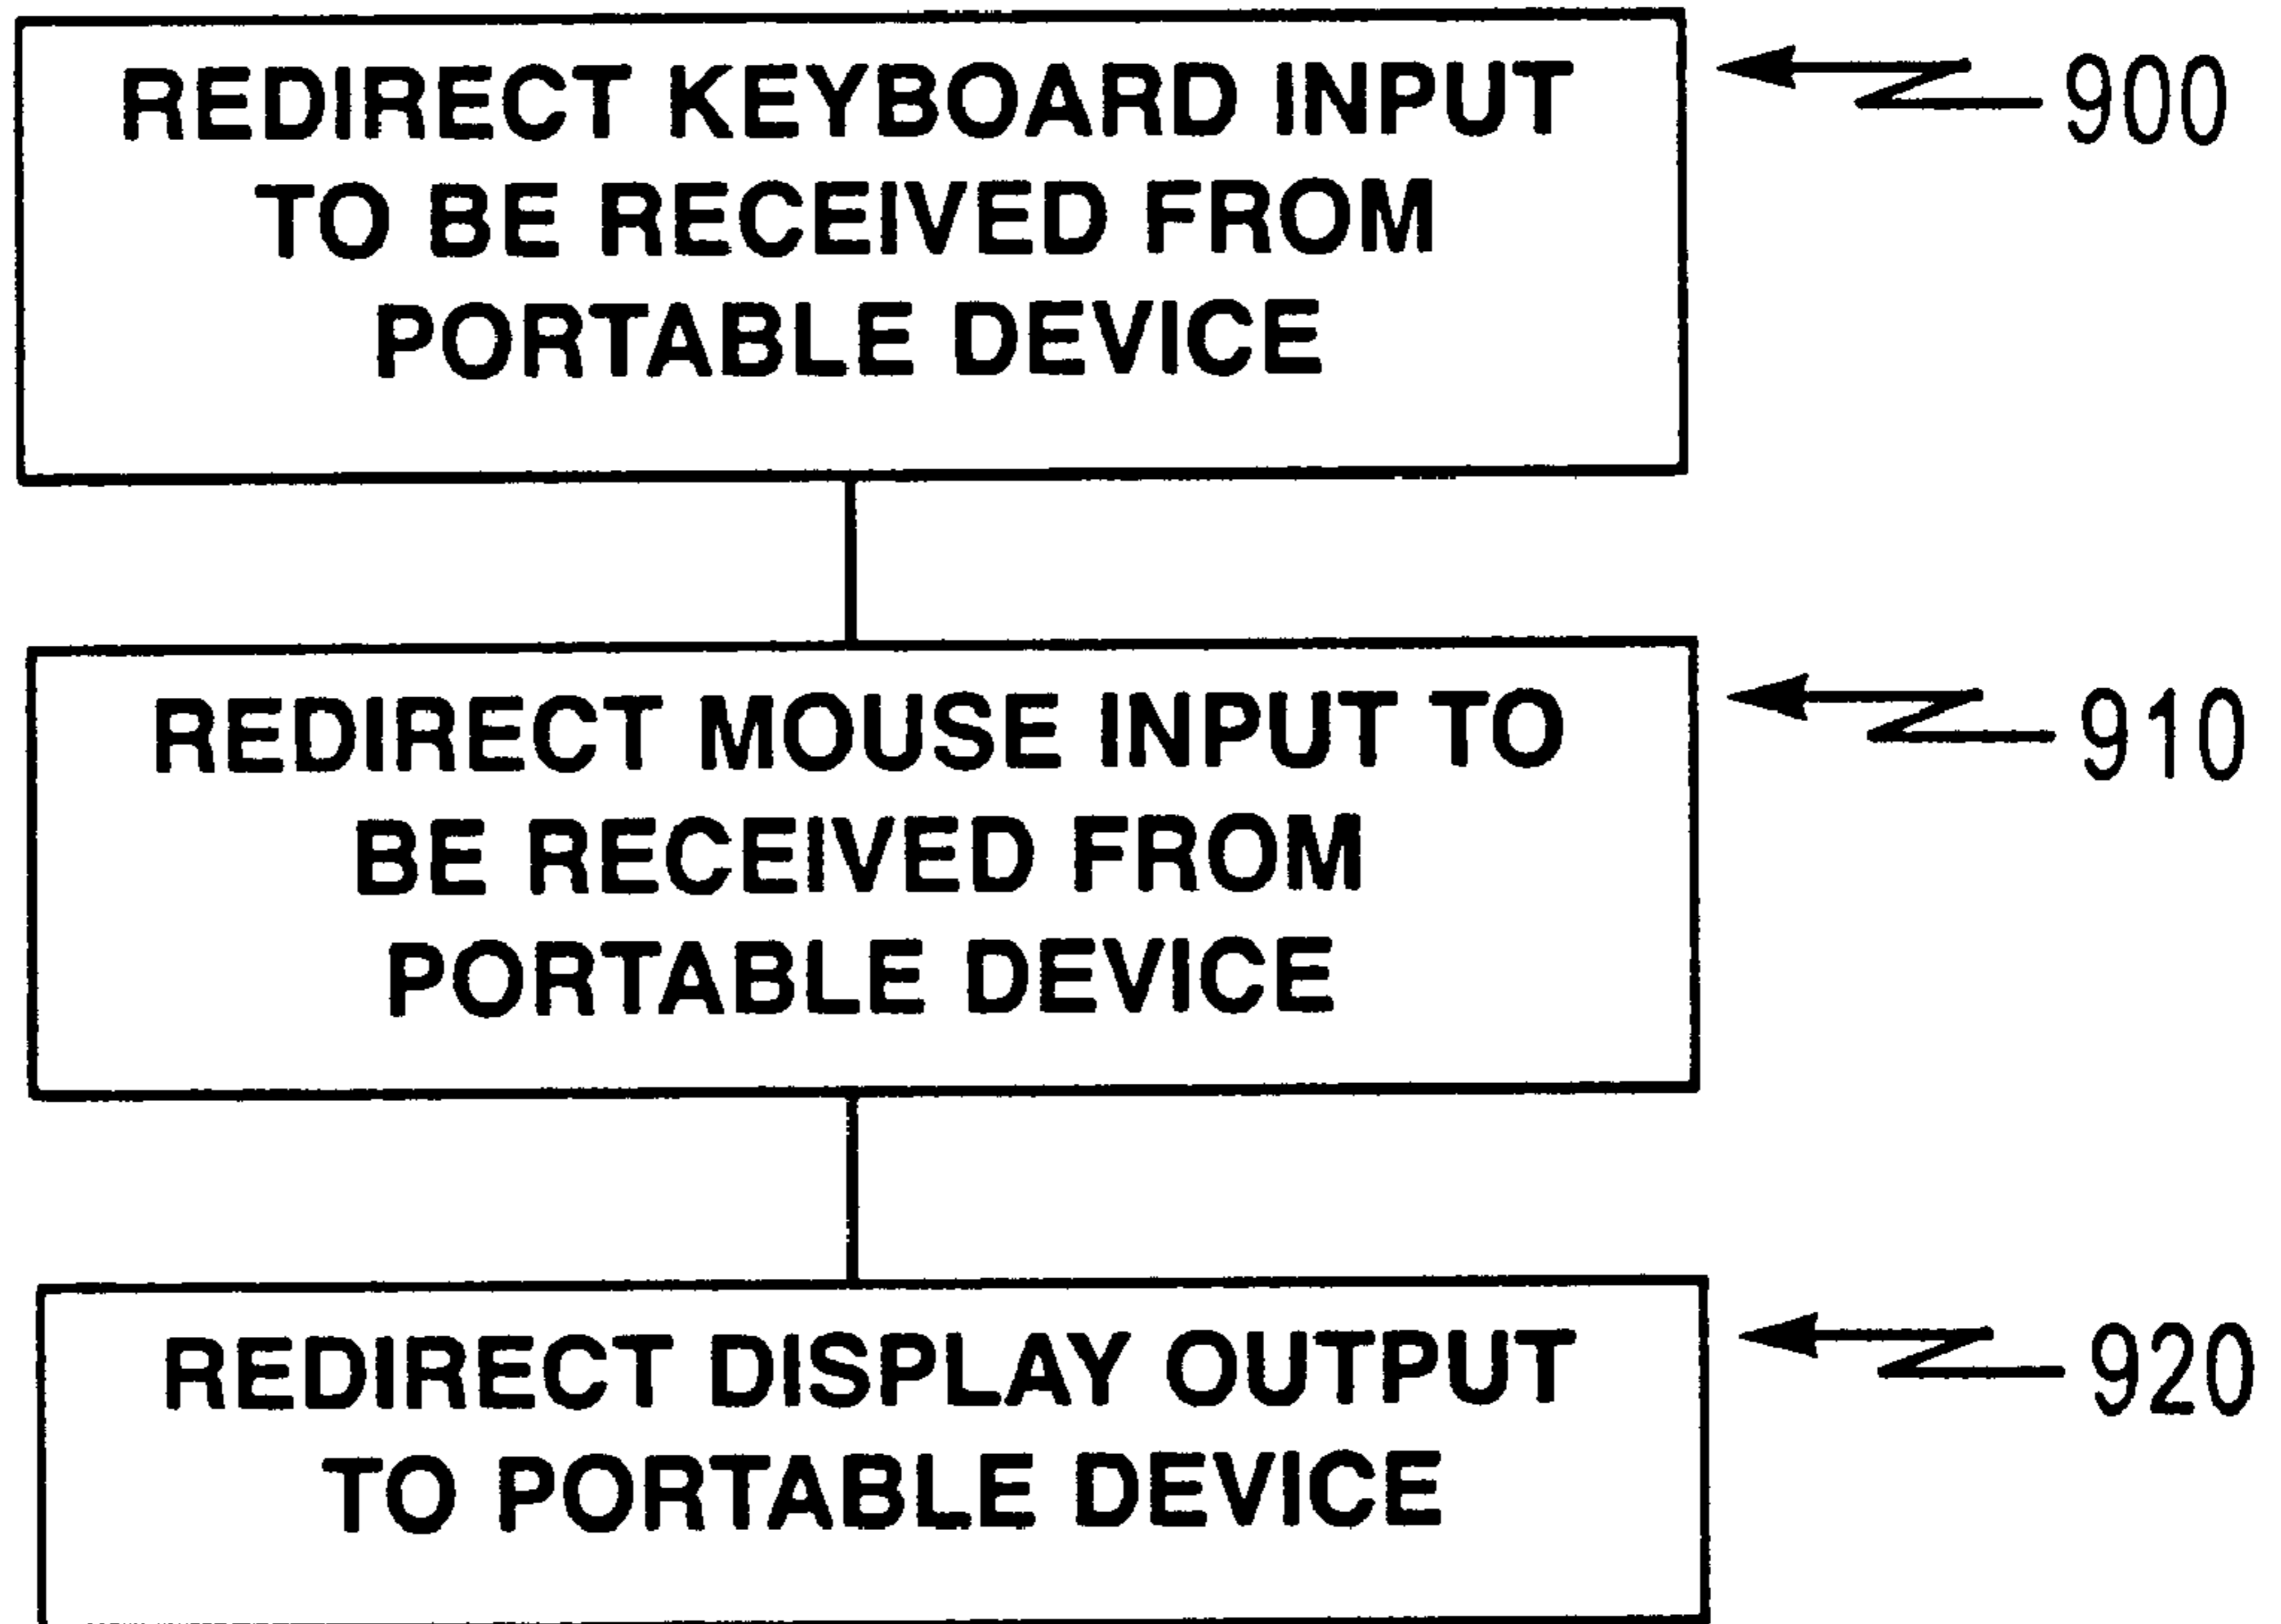 REDIRECT KEYBOARD INPUT
TO BE RECEIVED FROM
PORTABLE DEVICE
900
REDIRECT MOUSE INPUT TO
BE RECEIVED FROM
PORTABLE DEVICE
910
REDIRECT DISPLAY OUTPUT
TO PORTABLE DEVICE
920